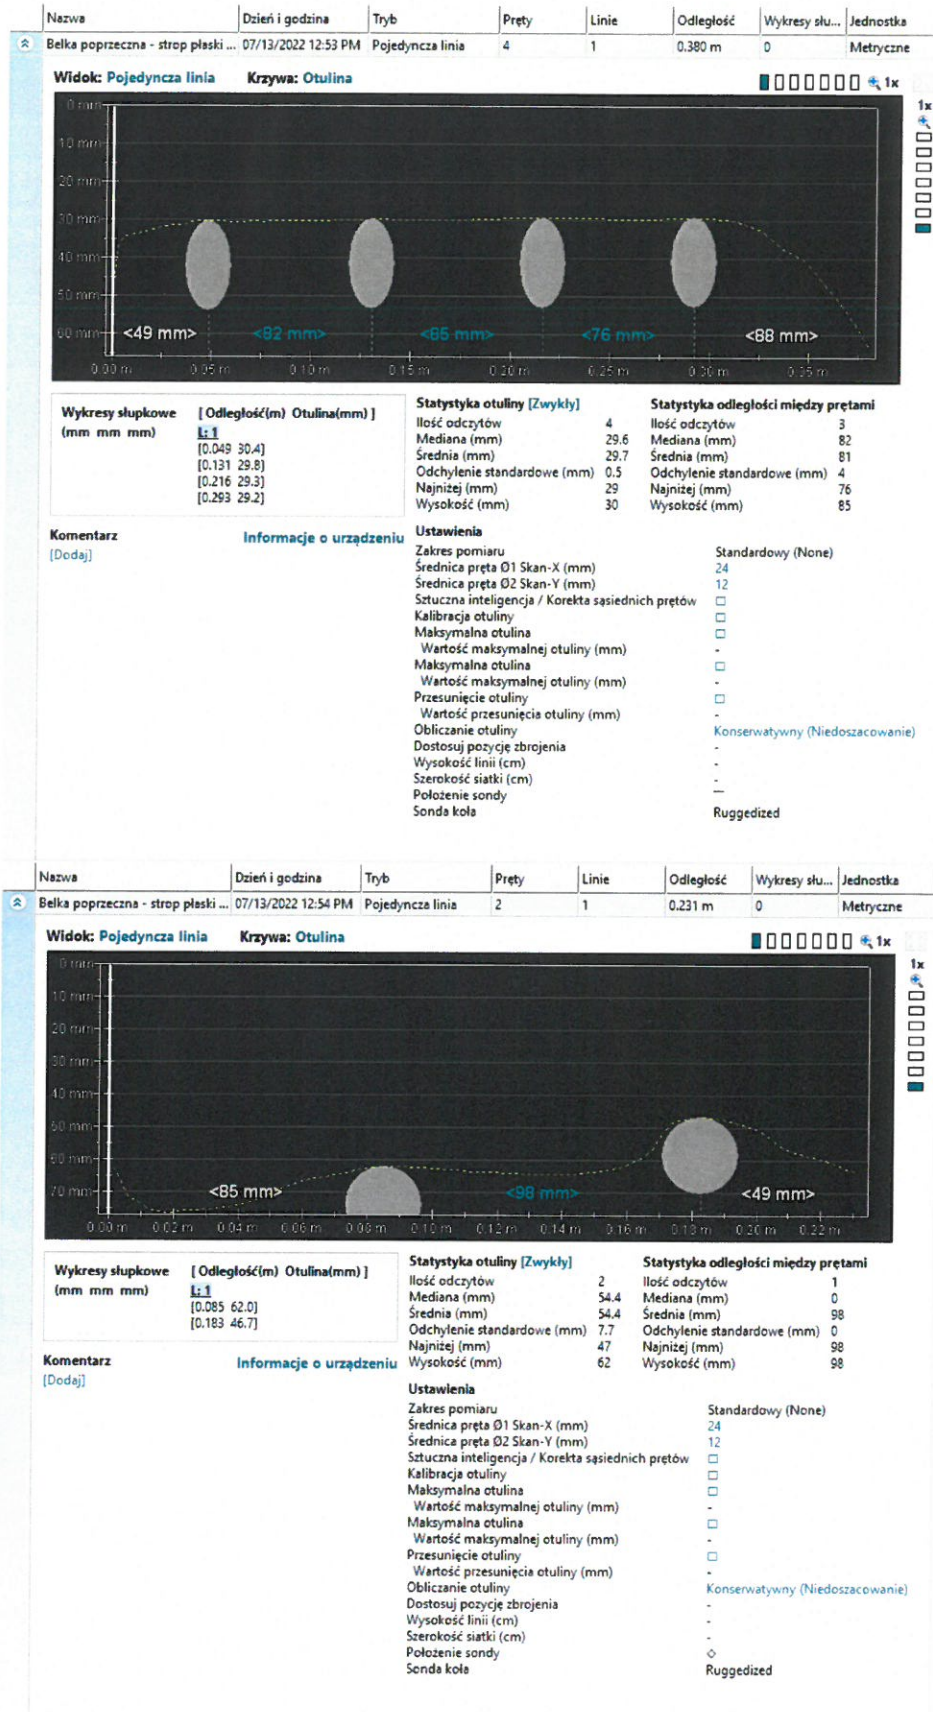 Nazwa Dzień i godzina Tryb Pręty Linie Odległość Wykresy słu... Jednostka
Belka poprzeczna - strop płaski ... 07/13/2022 12:53 PM Pojedyncza linia 4 1 0.380 m 0 Metryczne
Widok: Pojedyncza linia Krzywa: Otulina 1x
1x
0 mm
10 mm
20 mm
30 mm
40 mm
50 mm
60 mm <49 mm> <82 mm> <85 mm> <76 mm> <88 mm>
0.00 m 0.05 m 0.10 m 0.15 m 0.20 m 0.25 m 0.30 m 0.35 m
Wykresy słupkowe [ Odległość(m) Otulina(mm) ]
(mm mm mm) L: 1
[0.049 30.4]
[0.131 29.8]
[0.216 29.3]
[0.293 29.2]
Statystyka otuliny [Zwykły] Statystyka odległości między prętami
Ilość odczytów 4 Ilość odczytów 3
Mediana (mm) 29.6 Mediana (mm) 82
Średnia (mm) 29.7 Średnia (mm) 81
Odchylenie standardowe (mm) 0.5 Odchylenie standardowe (mm) 4
Najniżej (mm) 29 Najniżej (mm) 76
Wysokość (mm) 30 Wysokość (mm) 85
Komentarz Informacje o urządzeniu
[Dodaj]
Ustawienia
Zakres pomiaru Standardowy (None)
Średnica pręta Ø1 Skan-X (mm) 24
Średnica pręta Ø2 Skan-Y (mm) 12
Sztuczna inteligencja / Korekta sąsiednich prętów
Kalibracja otuliny
Maksymalna otulina
Wartość maksymalnej otuliny (mm) -
Maksymalna otulina
Wartość maksymalnej otuliny (mm) -
Przesunięcie otuliny
Wartość przesunięcia otuliny (mm) -
Obliczanie otuliny Konserwatywny (Niedoszacowanie)
Dostosuj pozycję zbrojenia -
Wysokość linii (cm) -
Szerokość siatki (cm) -
Położenie sondy —
Sonda koła Ruggedized
Nazwa Dzień i godzina Tryb Pręty Linie Odległość Wykresy słu... Jednostka
Belka poprzeczna - strop płaski ... 07/13/2022 12:54 PM Pojedyncza linia 2 1 0.231 m 0 Metryczne
Widok: Pojedyncza linia Krzywa: Otulina 1x
1x
0 mm
10 mm
20 mm
30 mm
40 mm
50 mm
60 mm
70 mm <85 mm> <98 mm> <49 mm>
0.00 m 0.02 m 0.04 m 0.06 m 0.08 m 0.10 m 0.12 m 0.14 m 0.16 m 0.18 m 0.20 m 0.22 m
Wykresy słupkowe [ Odległość(m) Otulina(mm) ]
(mm mm mm) L: 1
[0.085 62.0]
[0.183 46.7]
Statystyka otuliny [Zwykły] Statystyka odległości między prętami
Ilość odczytów 2 Ilość odczytów 1
Mediana (mm) 54.4 Mediana (mm) 0
Średnia (mm) 54.4 Średnia (mm) 98
Odchylenie standardowe (mm) 7.7 Odchylenie standardowe (mm) 0
Najniżej (mm) 47 Najniżej (mm) 98
Wysokość (mm) 62 Wysokość (mm) 98
Komentarz Informacje o urządzeniu
[Dodaj]
Ustawienia
Zakres pomiaru Standardowy (None)
Średnica pręta Ø1 Skan-X (mm) 24
Średnica pręta Ø2 Skan-Y (mm) 12
Sztuczna inteligencja / Korekta sąsiednich prętów
Kalibracja otuliny
Maksymalna otulina
Wartość maksymalnej otuliny (mm) -
Maksymalna otulina
Wartość maksymalnej otuliny (mm) -
Przesunięcie otuliny
Wartość przesunięcia otuliny (mm) -
Obliczanie otuliny Konserwatywny (Niedoszacowanie)
Dostosuj pozycję zbrojenia -
Wysokość linii (cm) -
Szerokość siatki (cm) -
Położenie sondy ◇
Sonda koła Ruggedized